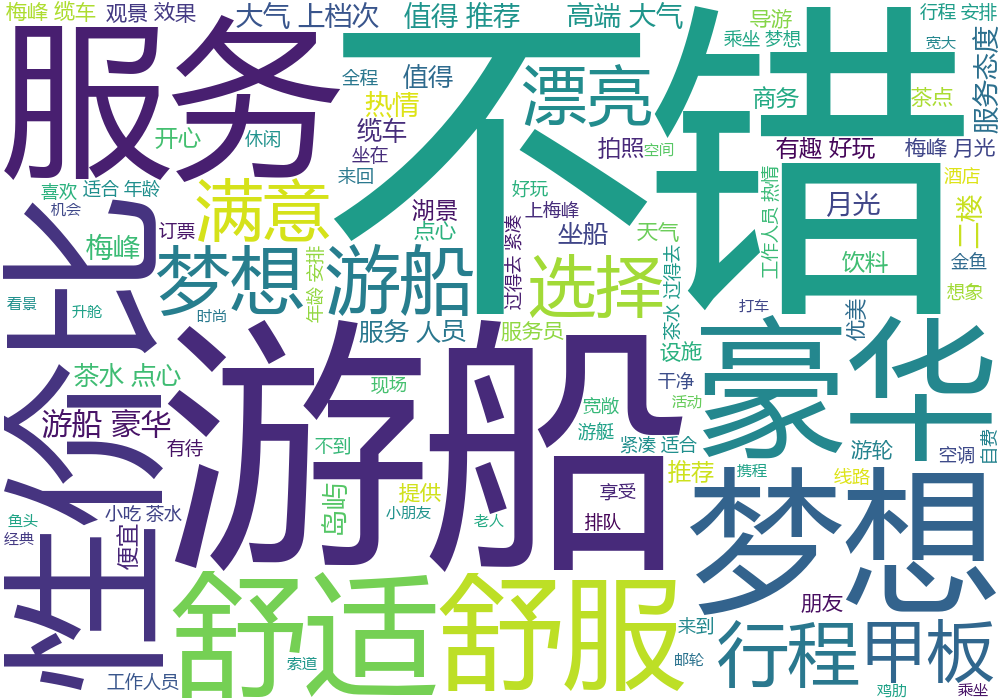 梅峰 缆车
观景 效果
大气 上档次
值得 推荐
高端 大气
导游
行程 安排
服务
不错
乘坐 梦想
宽大
服务态度
全程
值得
漂亮
热情
商务
茶点
开心
休闲
缆车
坐在
来回
拍照
空间
有趣 好玩
梅峰 月光
喜欢
适合 年龄
机会
满意
湖景
点心
好玩
上梅峰
坐船
天气
工作人员 热情
月光
酒店
二楼
性价比
订票
梅峰
梦想
游船
过得去 紧凑
选择
茶水 过得去
饮料
金鱼
想象
看景
升舱
时尚
年龄 安排
服务 人员
服务员
打车
优美
设施
豪华
茶水 点心
游船
现场
干净
活动
宽敞
游艇
紧凑 适合
游船 豪华
有待
不到
游轮
空调
自费
推荐
携程
线路
岛屿
提供
小朋友
老人
享受
排队
梦想
小吃 茶水
鱼头
经典
便宜
舒适
舒服
朋友
来到
行程
甲板
工作人员
索道
邮轮
鸡肋
乘坐